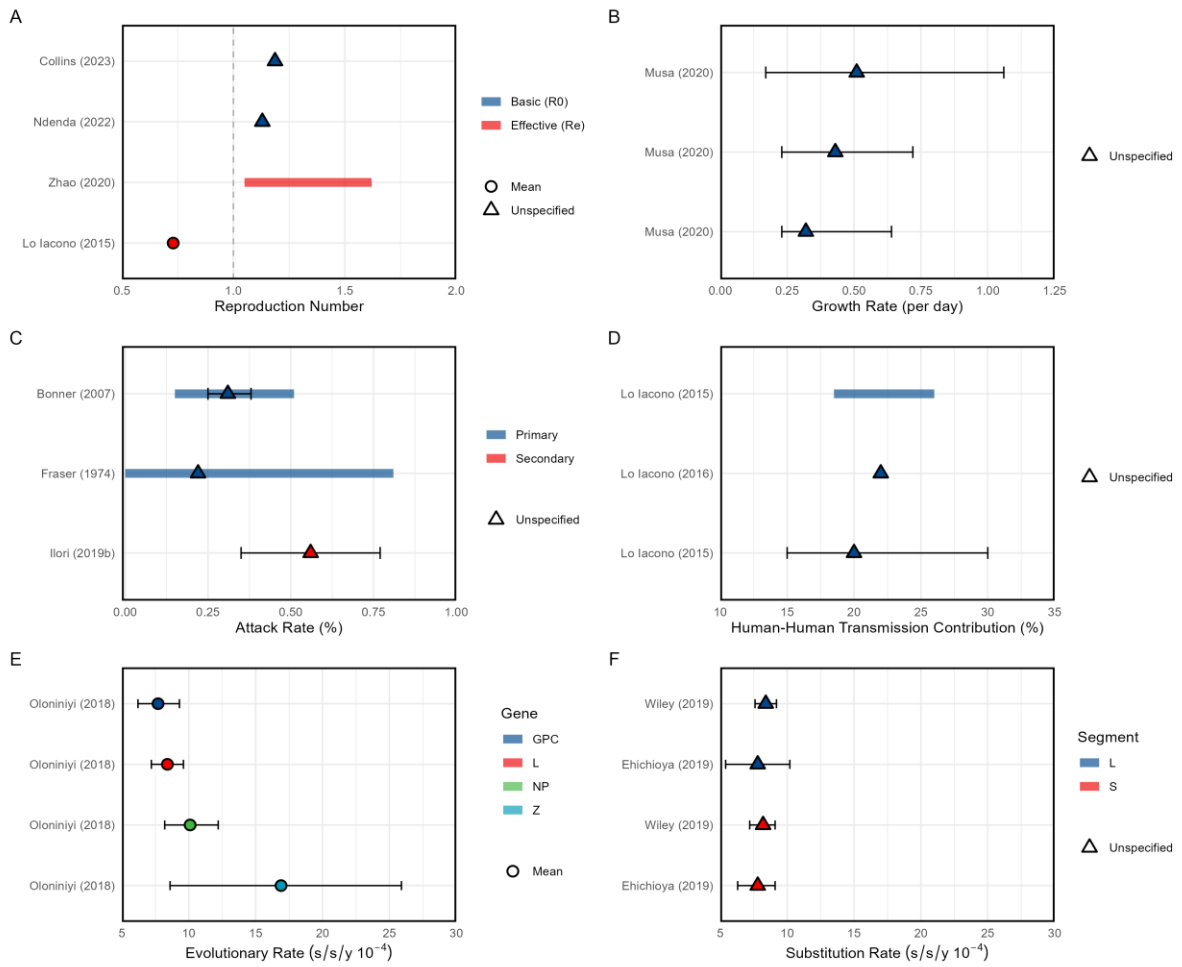 A
Collins (2023)
Ndenda (2022)
Zhao (2020)
Lo Iacono (2015)
0.5
1.0
1.5
2.0
Reproduction Number
Basic (R0)
Effective (Re)
Mean
Unspecified
B
Musa (2020)
Musa (2020)
Musa (2020)
0.00
0.25
0.50
0.75
1.00
1.25
Growth Rate (per day)
Unspecified
C
Bonner (2007)
Fraser (1974)
Ilori (2019b)
0.00
0.25
0.50
0.75
1.00
Attack Rate (%)
Primary
Secondary
Unspecified
D
Lo Iacono (2015)
Lo Iacono (2016)
Lo Iacono (2015)
10
15
20
25
30
35
Human-Human Transmission Contribution (%)
Unspecified
E
Oloniniyi (2018)
Oloniniyi (2018)
Oloniniyi (2018)
Oloniniyi (2018)
5
10
15
20
25
30
Evolutionary Rate (s/s/y 10⁻⁴)
Gene
GPC
L
NP
Z
Mean
F
Wiley (2019)
Ehichioya (2019)
Wiley (2019)
Ehichioya (2019)
5
10
15
20
25
30
Substitution Rate (s/s/y 10⁻⁴)
Segment
L
S
Unspecified